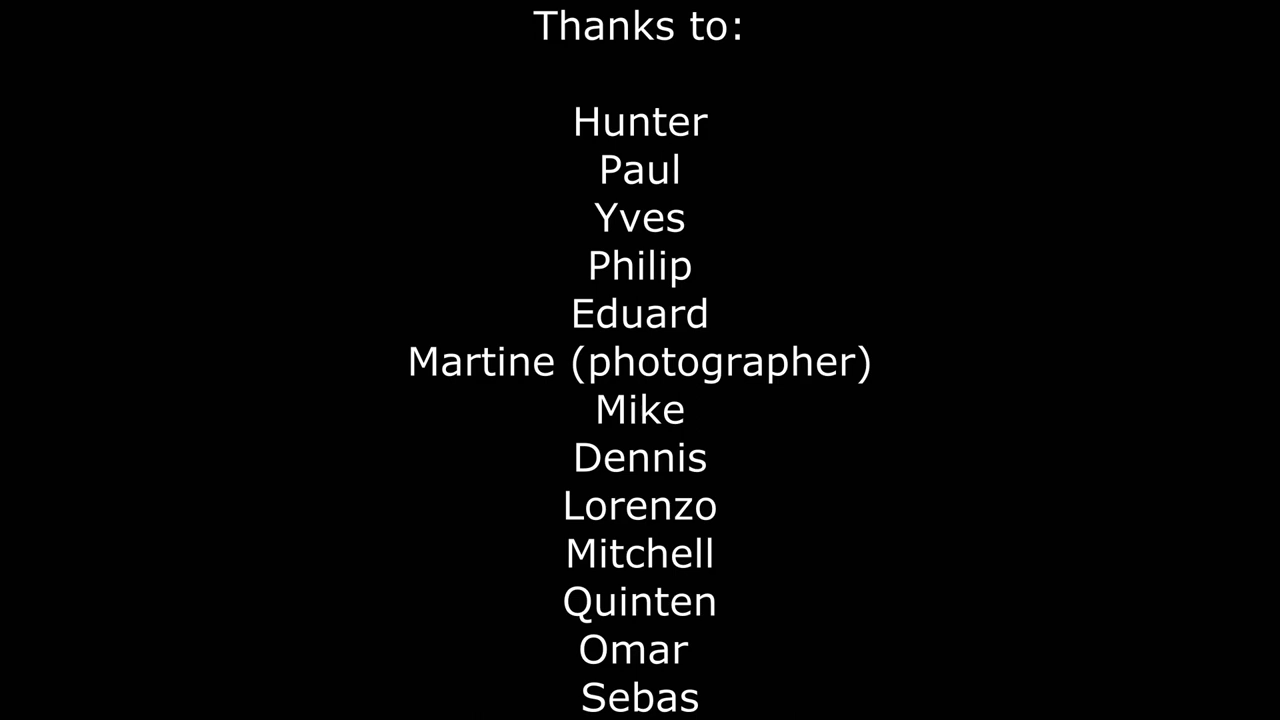 Thanks to:
Hunter
Paul
Yves
Philip
Eduard
Martine (photographer)
Mike
Dennis
Lorenzo
Mitchell
Quinten
Omar
Sebas